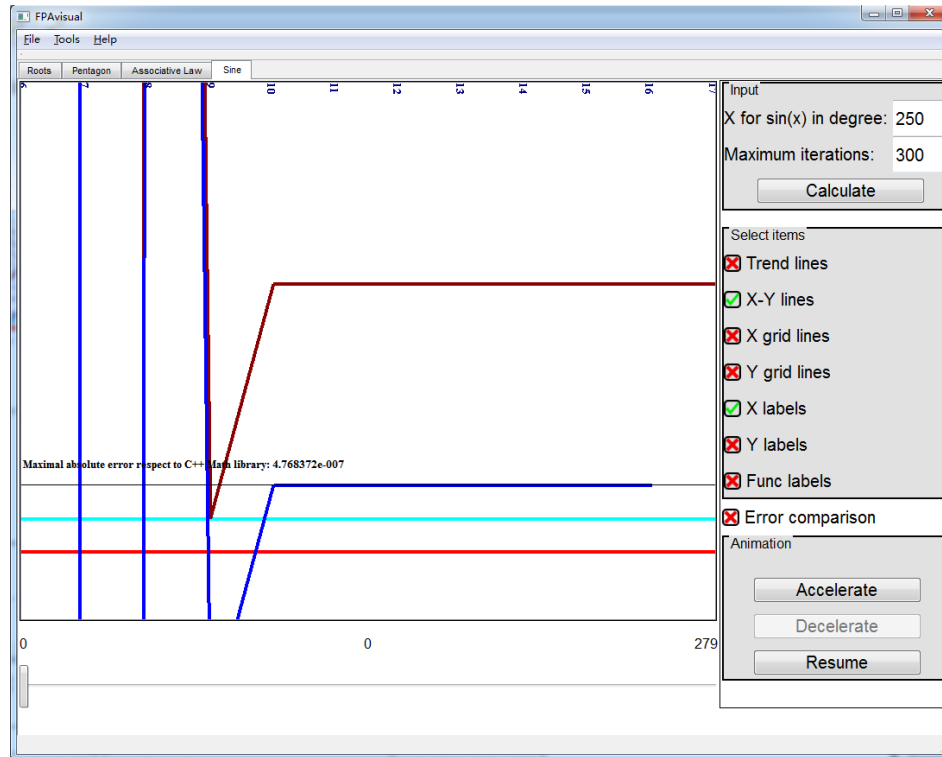 FPAvisual
File Tools Help
Roots Pentagon Associative Law Sine
6 7 8 9 10 11 12 13 14 15 16 17
Maximal absolute error respect to C++ Math library: 4.768372e-007
0 0 279
Input
X for sin(x) in degree: 250
Maximum iterations: 300
Calculate
Select items
Trend lines
X-Y lines
X grid lines
Y grid lines
X labels
Y labels
Func labels
Error comparison
Animation
Accelerate
Decelerate
Resume